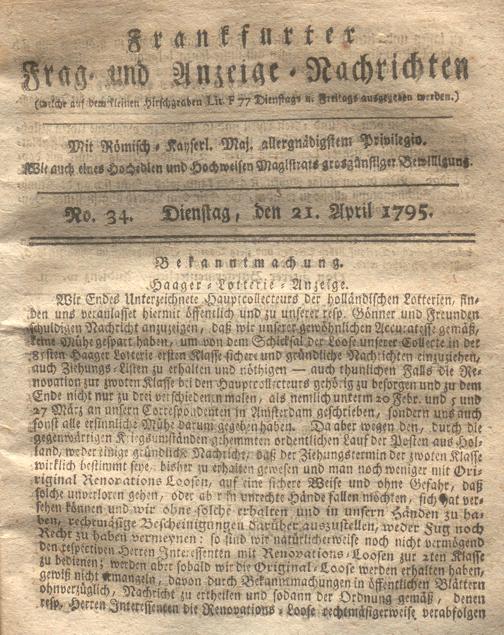 Frankfurter
Frag- und Anzeige-Nachrichten
(welche auf dem kleinen Hirschgraben Lit. F 77 Dienstags u. Freitags ausgegeben werden.)
Mit Römisch-Kayserl. Maj. allergnädigstem Privilegio.
Wie auch eines Hochedlen und Hochweisen Magistrats großgünstiger Bewilligung.
No. 34. Dienstag, den 21. April 1795.
Bekanntmachung.
Haager-Lotterie-Anzeige.
Wir Endes Unterzeichnete Hauptcollecteurs der holländischen Lotterien, fin-
den uns veranlasset hiermit öffentlich und zu unserer resp. Gönner und Freunden
schuldigen Nachricht anzuzeigen, daß wir unserer gewöhnlichen Accuratesse gemäß,
keine Mühe gespart haben, um von dem Schicksal der Loose unserer Collecte in der
83sten Haager Lotterie ersten Klasse sichere und gründliche Nachrichten einzuziehen,
auch Ziehungs-Listen zu erhalten und nöthigen — auch thunlichen Falls die Re-
novation zur zwoten Klasse bei den Hauptcollecteurs gehörig zu besorgen und zu dem
Ende nicht nur zu drei verschiedenen malen, als nemlich unterm 20 Febr. und 5 und
27 März an unsern Correspondenten in Amsterdam geschrieben, sondern uns auch
sonst alle ersinnliche Mühe darum gegeben haben. Da aber wegen den, durch die
gegenwärtigen Kriegsumständen gehemmten ordentlichen Lauf der Posten aus Hol-
land, weder einige gründliche Nachricht, daß der Ziehungstermin der zwoten Klasse
wirklich bestimmt seye, bisher zu erhalten gewesen und man noch weniger mit Ori-
riginal Renovations Loosen, auf eine sichere Weise und ohne Gefahr, daß
solche verloren gehen, oder aber in unrechte Hände fallen möchten, sich hat ver-
sehen können und wir ohne solche erhalten und in unsern Händen zu ha-
ben, rechtmäsige Bescheinigungen darüber auszustellen, weder Fug noch
Recht zu haben vermeynen: so sind wir natürlicherweise noch nicht vermögend
den respectiven Herren Interessenten mit Renovations-Loosen zur 2ten Klasse
zu bedienen; werden aber sobald wir die Original-Loose werden erhalten haben,
gewiß nicht ermangeln, davon durch Bekanntmachungen in öffentlichen Blättern
ohnverzüglich, Nachricht zu ertheilen und sodann der Ordnung gemäß, denen
resp. Herren Interessenten die Renovations-Loose rechtmäsigerweise verabfolgen